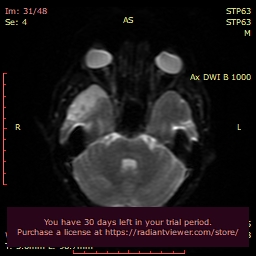 Im: 31/48
Se: 4
AS
STP63
STP63
M
Ax DWI B 1000
R
L
You have 30 days left in your trial period.
Purchase a license at https://radiantviewer.com/store/